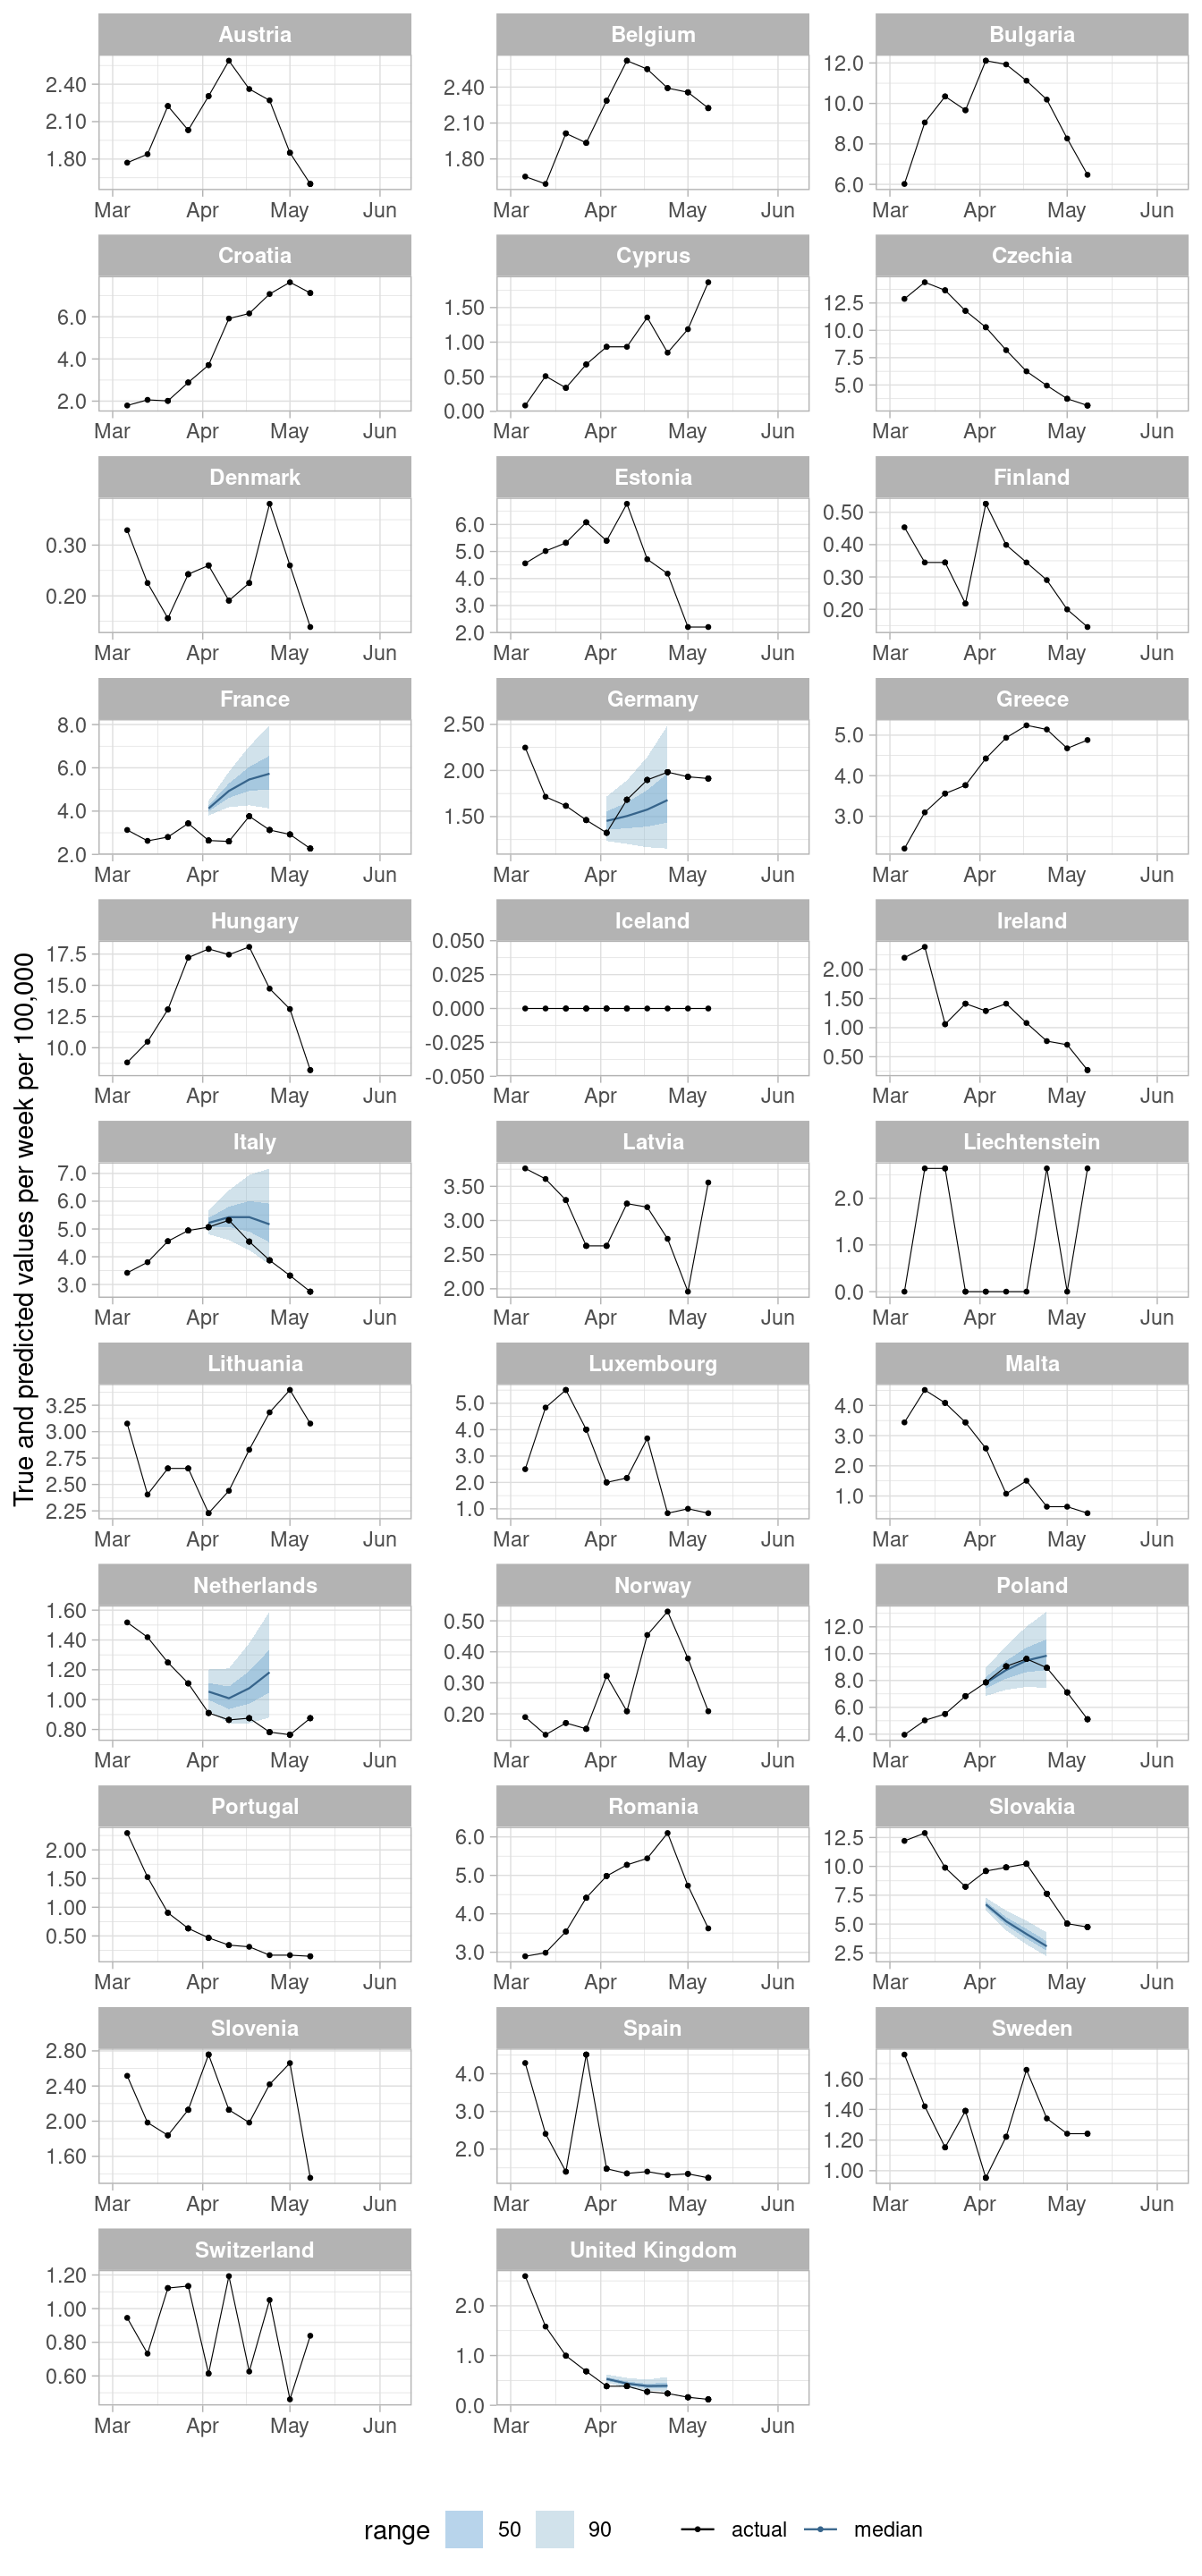 True and predicted values per week per 100,000
Austria
2.40
2.10
1.80
Mar Apr May Jun
Belgium
2.40
2.10
1.80
Mar Apr May Jun
Bulgaria
12.0
10.0
8.0
6.0
Mar Apr May Jun
Croatia
6.0
4.0
2.0
Mar Apr May Jun
Cyprus
1.50
1.00
0.50
0.00
Mar Apr May Jun
Czechia
12.5
10.0
7.5
5.0
Mar Apr May Jun
Denmark
0.30
0.20
Mar Apr May Jun
Estonia
6.0
5.0
4.0
3.0
2.0
Mar Apr May Jun
Finland
0.50
0.40
0.30
0.20
Mar Apr May Jun
France
8.0
6.0
4.0
2.0
Mar Apr May Jun
Germany
2.50
2.00
1.50
Mar Apr May Jun
Greece
5.0
4.0
3.0
Mar Apr May Jun
Hungary
17.5
15.0
12.5
10.0
Mar Apr May Jun
Iceland
0.050
0.025
0.000
-0.025
-0.050
Mar Apr May Jun
Ireland
2.00
1.50
1.00
0.50
Mar Apr May Jun
Italy
7.0
6.0
5.0
4.0
3.0
Mar Apr May Jun
Latvia
3.50
3.00
2.50
2.00
Mar Apr May Jun
Liechtenstein
2.0
1.0
0.0
Mar Apr May Jun
Lithuania
3.25
3.00
2.75
2.50
2.25
Mar Apr May Jun
Luxembourg
5.0
4.0
3.0
2.0
1.0
Mar Apr May Jun
Malta
4.0
3.0
2.0
1.0
Mar Apr May Jun
Netherlands
1.60
1.40
1.20
1.00
0.80
Mar Apr May Jun
Norway
0.50
0.40
0.30
0.20
Mar Apr May Jun
Poland
12.0
10.0
8.0
6.0
4.0
Mar Apr May Jun
Portugal
2.00
1.50
1.00
0.50
Mar Apr May Jun
Romania
6.0
5.0
4.0
3.0
Mar Apr May Jun
Slovakia
12.5
10.0
7.5
5.0
2.5
Mar Apr May Jun
Slovenia
2.80
2.40
2.00
1.60
Mar Apr May Jun
Spain
4.0
3.0
2.0
Mar Apr May Jun
Sweden
1.60
1.40
1.20
1.00
Mar Apr May Jun
Switzerland
1.20
1.00
0.80
0.60
Mar Apr May Jun
United Kingdom
2.0
1.0
0.0
Mar Apr May Jun
range 50 90 actual median